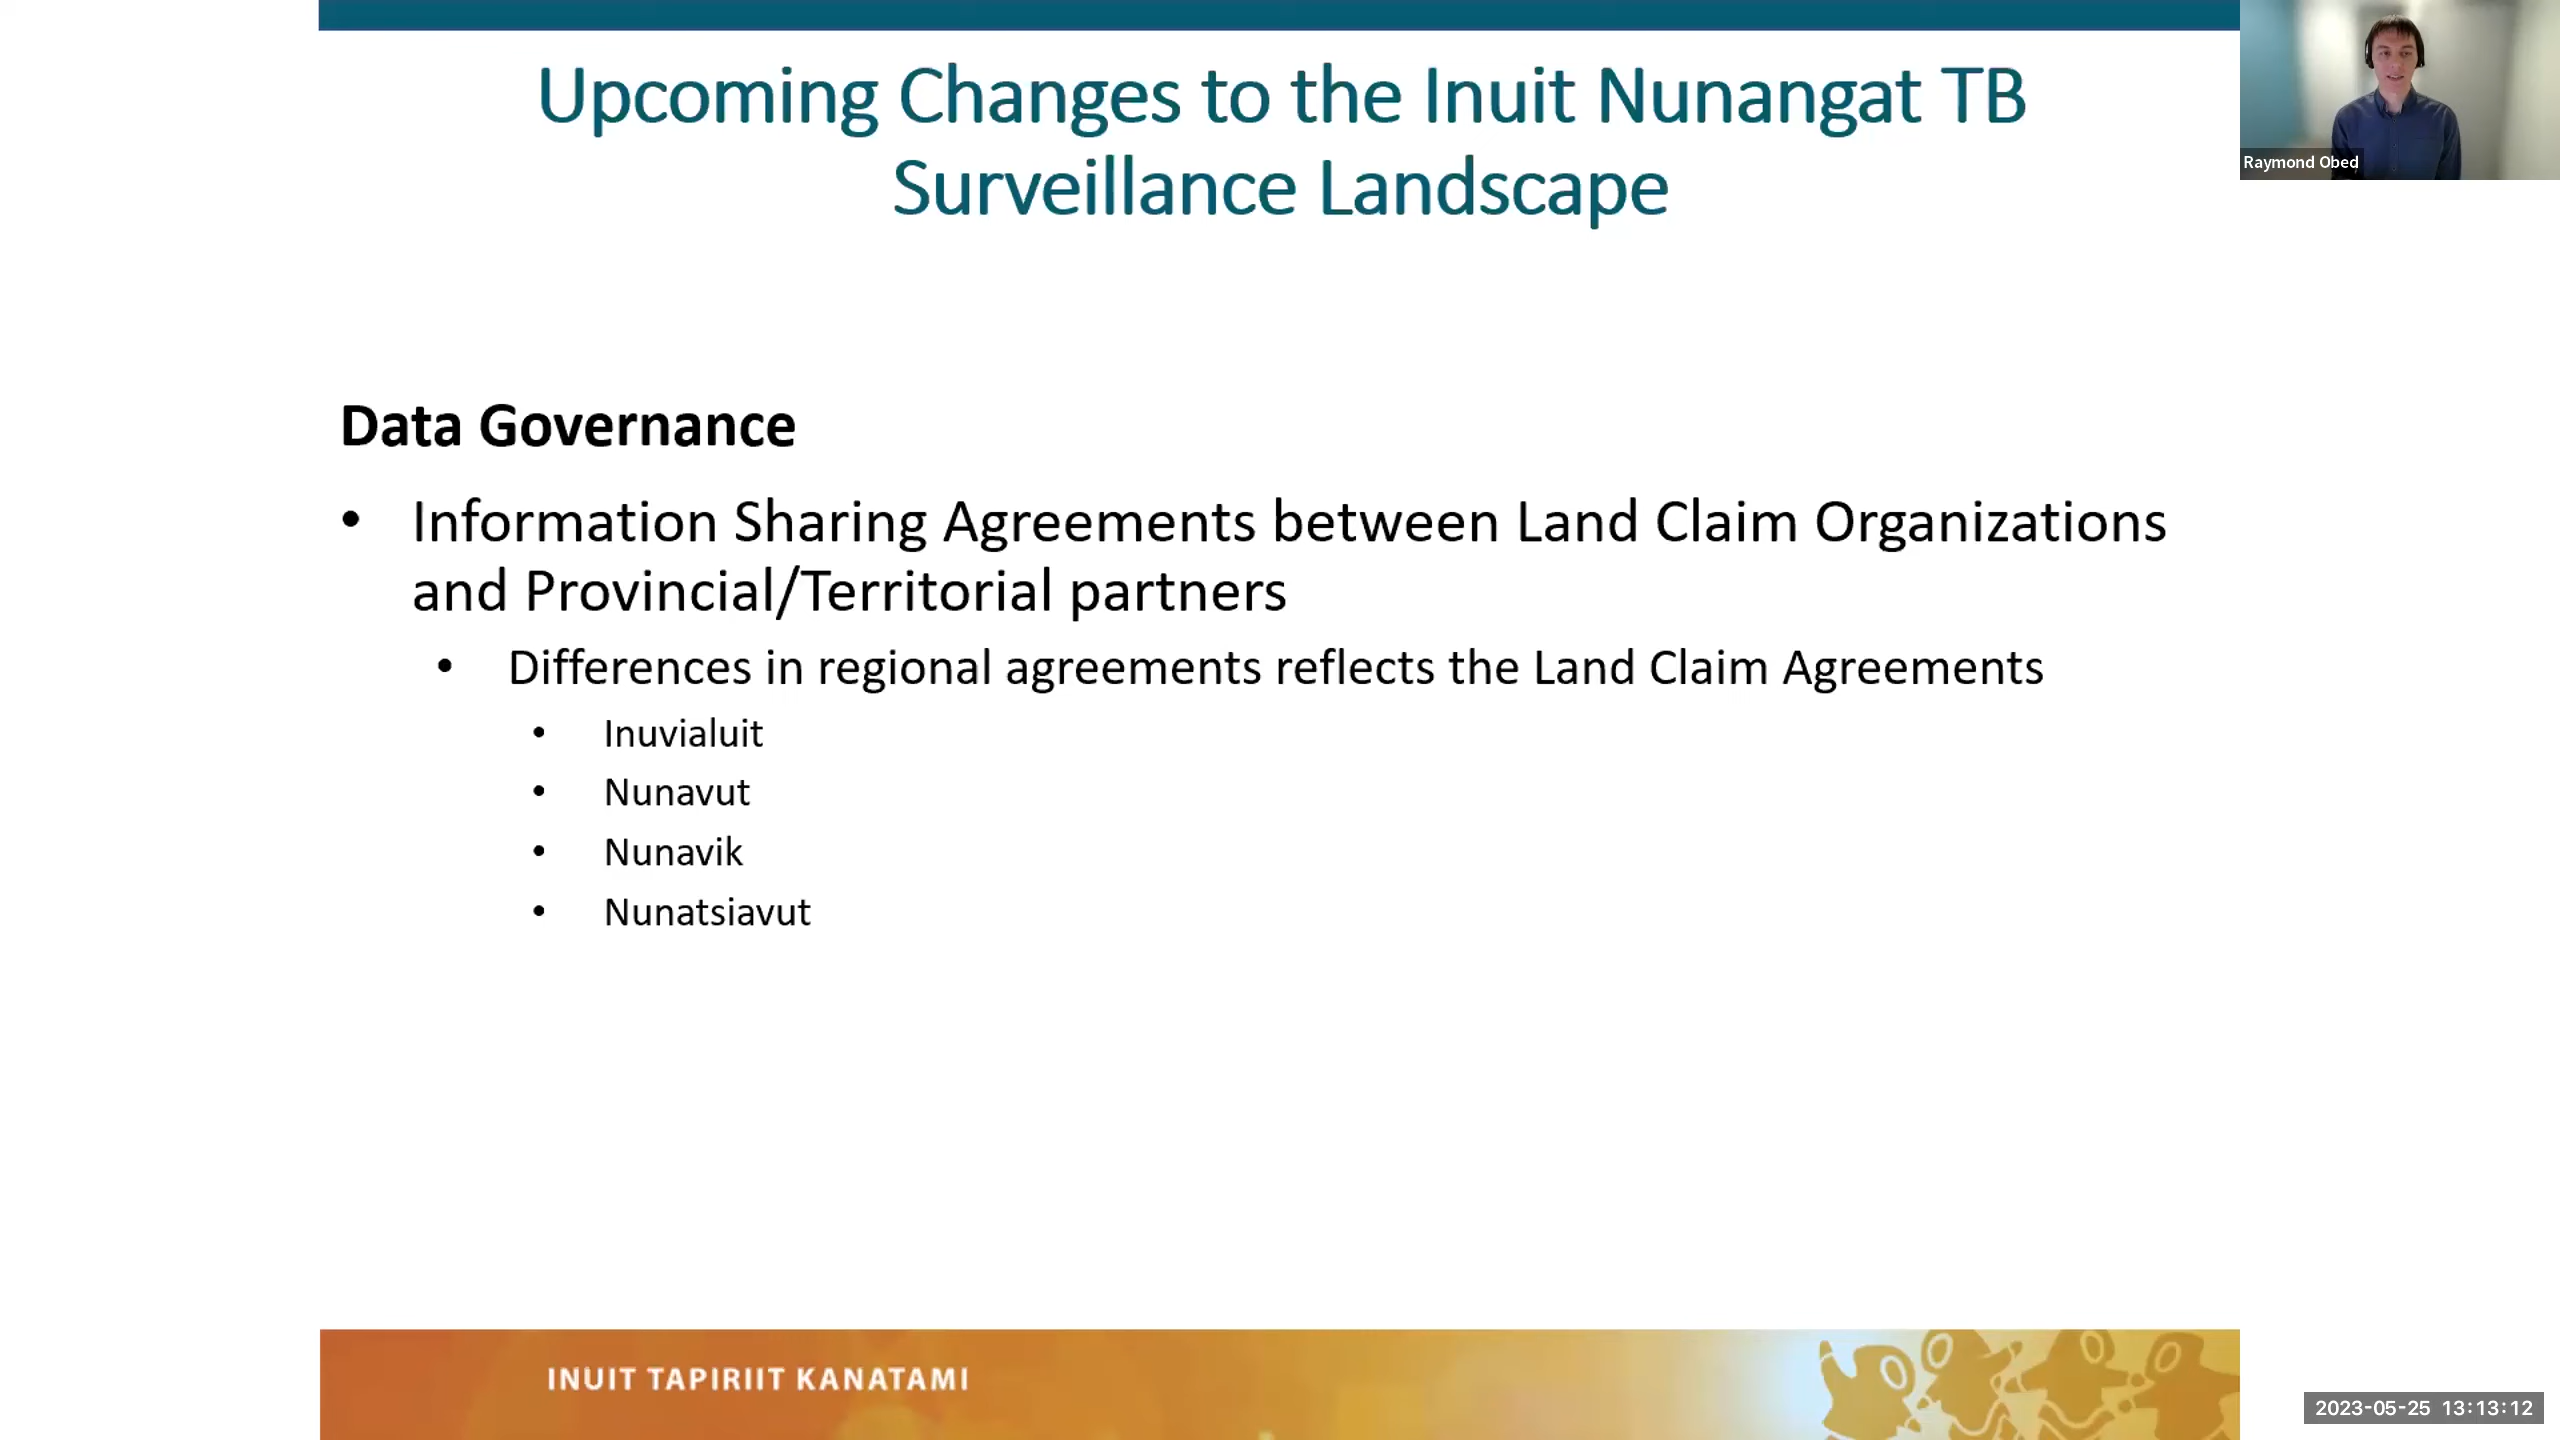 Upcoming Changes to the Inuit Nunangat TB
Surveillance Landscape
Raymond Obed
Data Governance
• Information Sharing Agreements between Land Claim Organizations
and Provincial/Territorial partners
• Differences in regional agreements reflects the Land Claim Agreements
• Inuvialuit
• Nunavut
• Nunavik
• Nunatsiavut
INUIT TAPIRIIT KANATAMI
2023-05-25 13:13:12